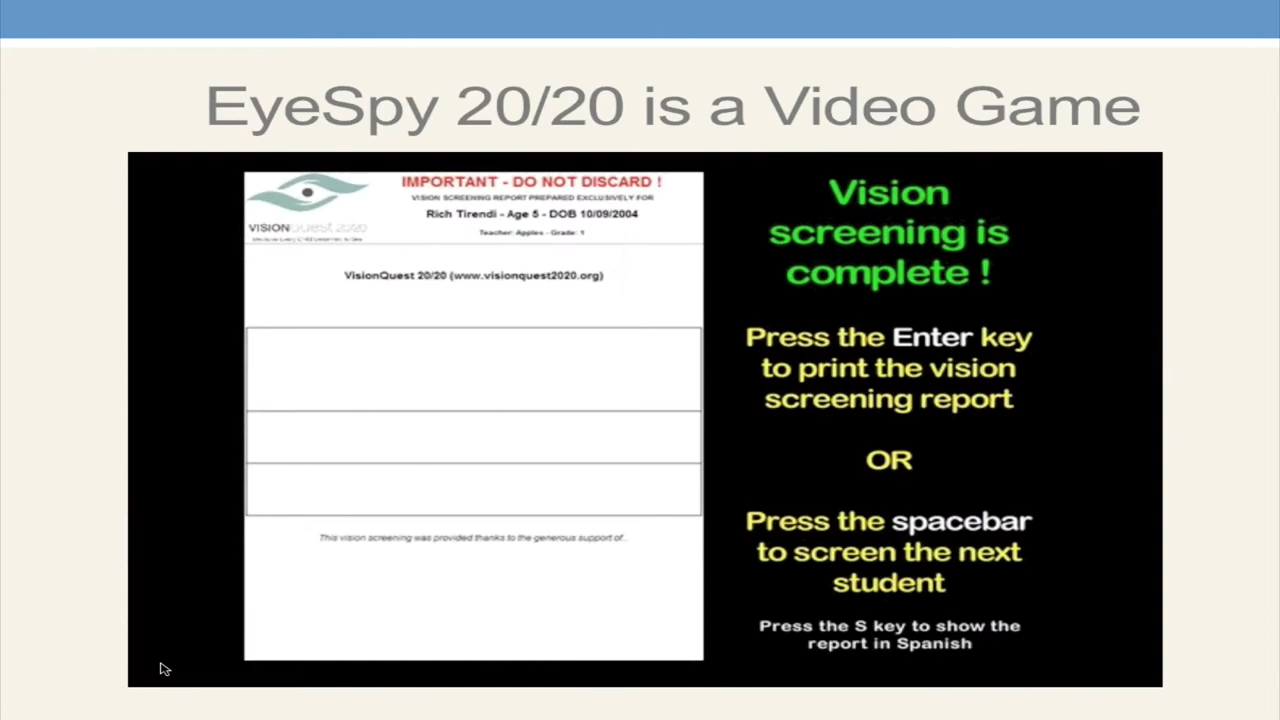 EyeSpy 20/20 is a Video Game
IMPORTANT - DO NOT DISCARD !
VISION SCREENING REPORT PREPARED EXCLUSIVELY FOR
Rich Tirendi - Age 5 - DOB 10/09/2004
Teacher: Apples - Grade: 1
VISIONQUEST 20/20
VisionQuest 20/20 (www.visionquest2020.org)
This vision screening was provided thanks to the generous support of..
Vision
screening is
complete !
Press the Enter key
to print the vision
screening report
OR
Press the spacebar
to screen the next
student
Press the S key to show the
report in Spanish